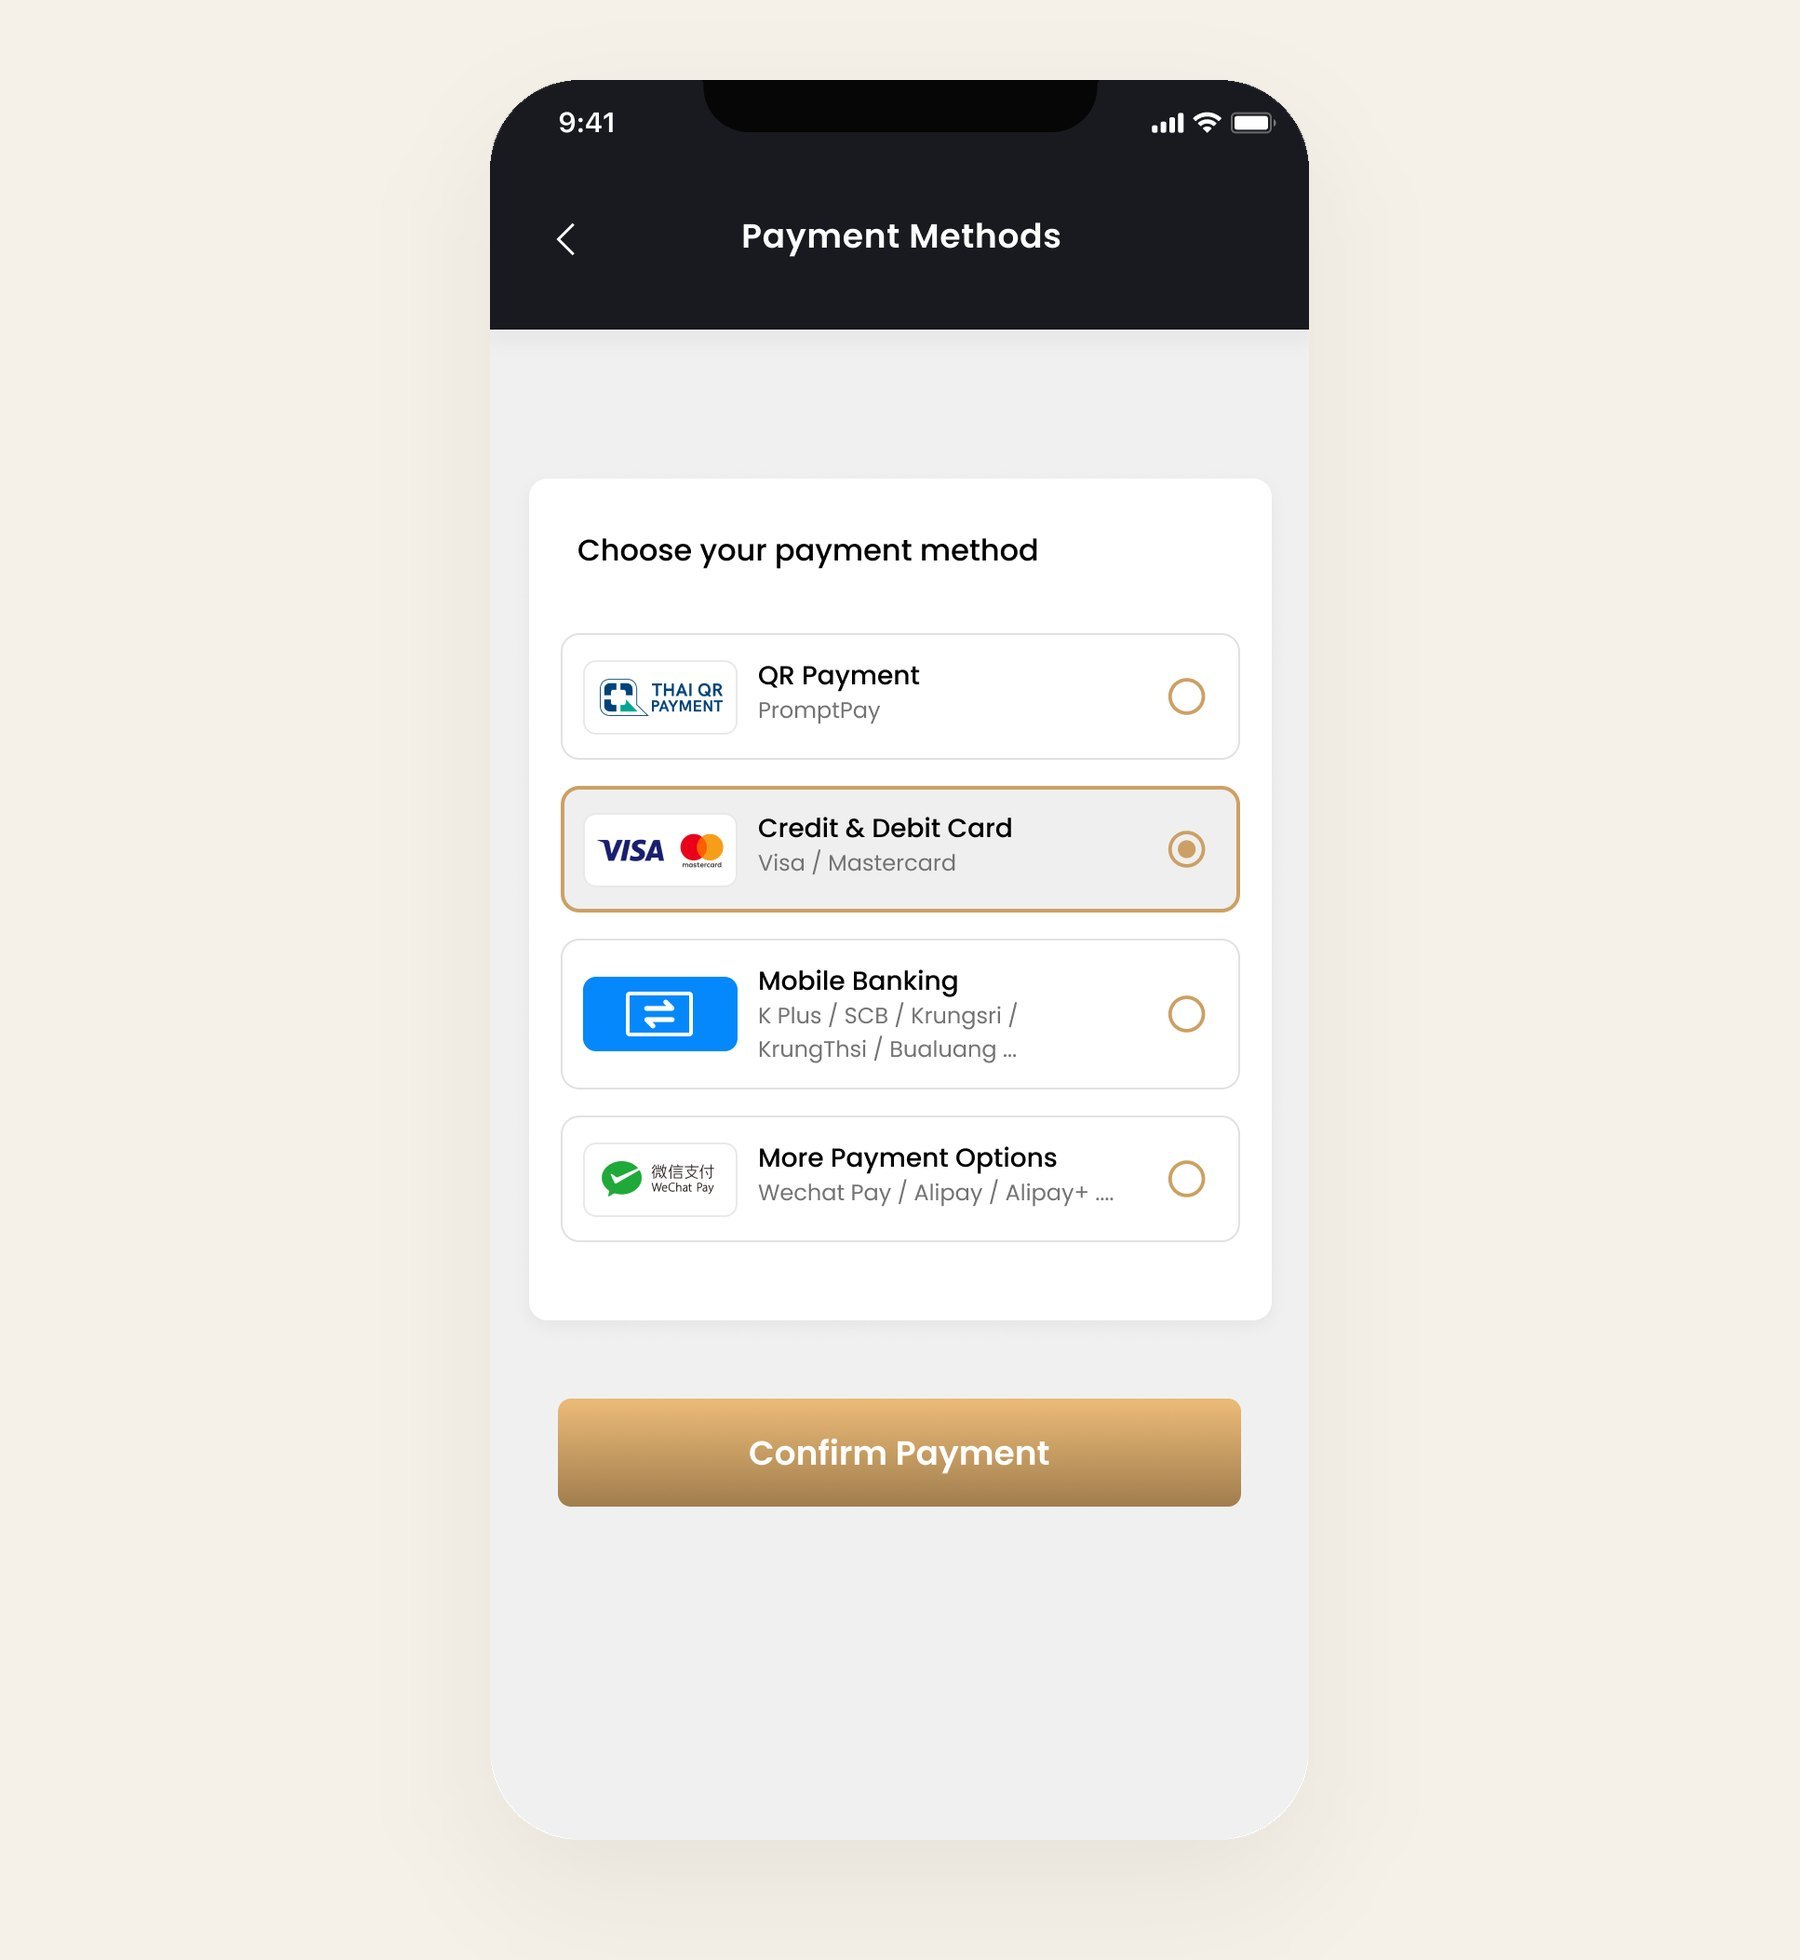 9:41
Payment Methods
Choose your payment method
THAI QR
PAYMENT
QR Payment
PromptPay
VISA
mastercard
Credit & Debit Card
Visa / Mastercard
Mobile Banking
K Plus / SCB / Krungsri /
KrungThsi / Bualuang ...
微信支付
WeChat Pay
More Payment Options
Wechat Pay / Alipay / Alipay+ ....
Confirm Payment